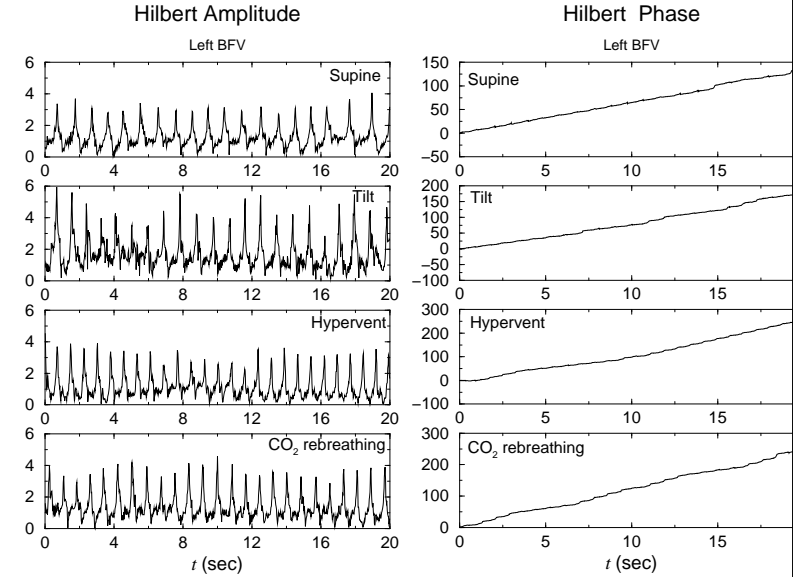 Hilbert Amplitude
Left BFV
6
4
2
0
Supine
0 4 8 12 16 20
6
4
2
0
Tilt
0 4 8 12 16 20
6
4
2
0
Hypervent
0 4 8 12 16 20
6
4
2
0
CO2 rebreathing
0 4 8 12 16 20
t (sec)
Hilbert Phase
Left BFV
150
100
50
0
−50
Supine
0 5 10 15
200
150
100
50
0
−50
−100
Tilt
0 5 10 15
300
200
100
0
−100
Hypervent
0 5 10 15
300
200
100
0
CO2 rebreathing
0 5 10 15
t (sec)